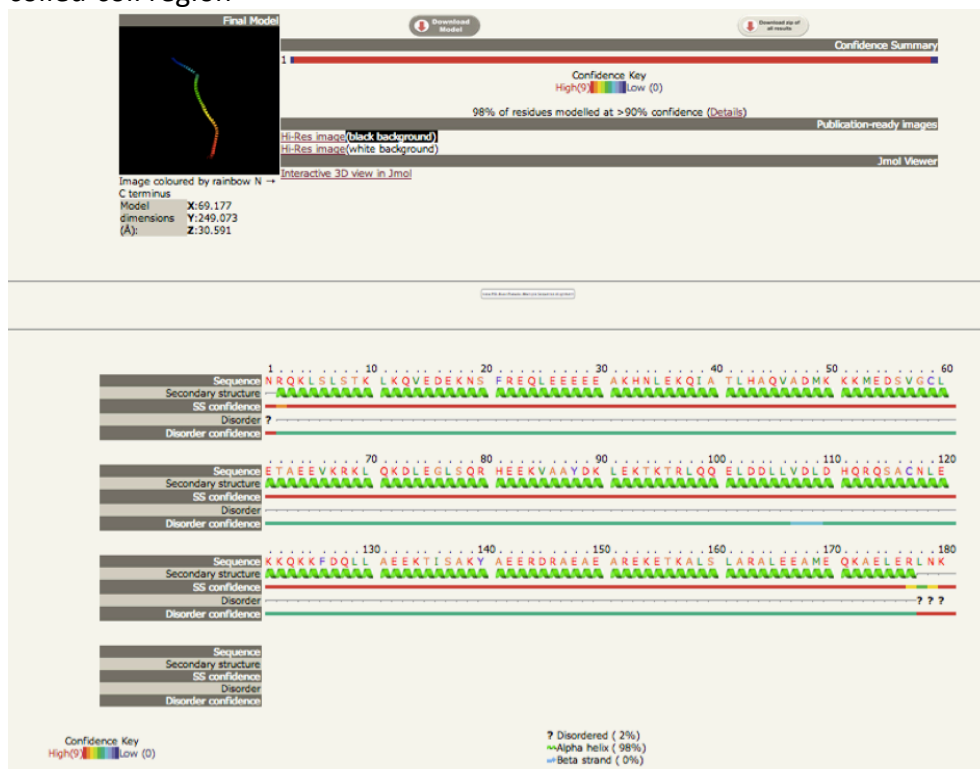 coiled-coil region
Final Model
Download Model
Download zip of all results
Confidence Summary
1
Confidence Key
High(9) Low (0)
98% of residues modelled at >90% confidence (Details)
Publication-ready images
Hi-Res image(black background)
Hi-Res image(white background)
Jmol Viewer
Interactive 3D view in Jmol
Image coloured by rainbow N →
C terminus
Model X:69.177
dimensions Y:249.073
(Å): Z:30.591
1 . . . . . . . . 10 . . . . . . . . 20 . . . . . . . . 30 . . . . . . . . 40 . . . . . . . . 50 . . . . . . . . 60
Sequence NRQKLSLSTK LKQVEDEKNS FREQLEEEEE AKHNLEKQIA TLHAQVADMK KKMEDSVGCL
Secondary structure
SS confidence
Disorder ?
Disorder confidence
. . . . . . . . . 70 . . . . . . . . 80 . . . . . . . . 90 . . . . . . . . 100 . . . . . . . . 110 . . . . . . . . 120
Sequence ETAEEVKRKL QKDLEGLSQR HEEKVAAYDK LEKTKTRLQQ ELDDLLVDLD HQRQSACNLE
Secondary structure
SS confidence
Disorder
Disorder confidence
. . . . . . . . . 130 . . . . . . . . 140 . . . . . . . . 150 . . . . . . . . 160 . . . . . . . . 170 . . . . . . . . 180
Sequence KKQKKFDQLL AEEKTISAKY AEERDRAEAE AREKETKALS LARALEEAME QKAELERLNK
Secondary structure
SS confidence
Disorder ? ? ?
Disorder confidence
Sequence
Secondary structure
SS confidence
Disorder
Disorder confidence
Confidence Key
High(9) Low (0)
? Disordered ( 2%)
Alpha helix ( 98%)
Beta strand ( 0%)